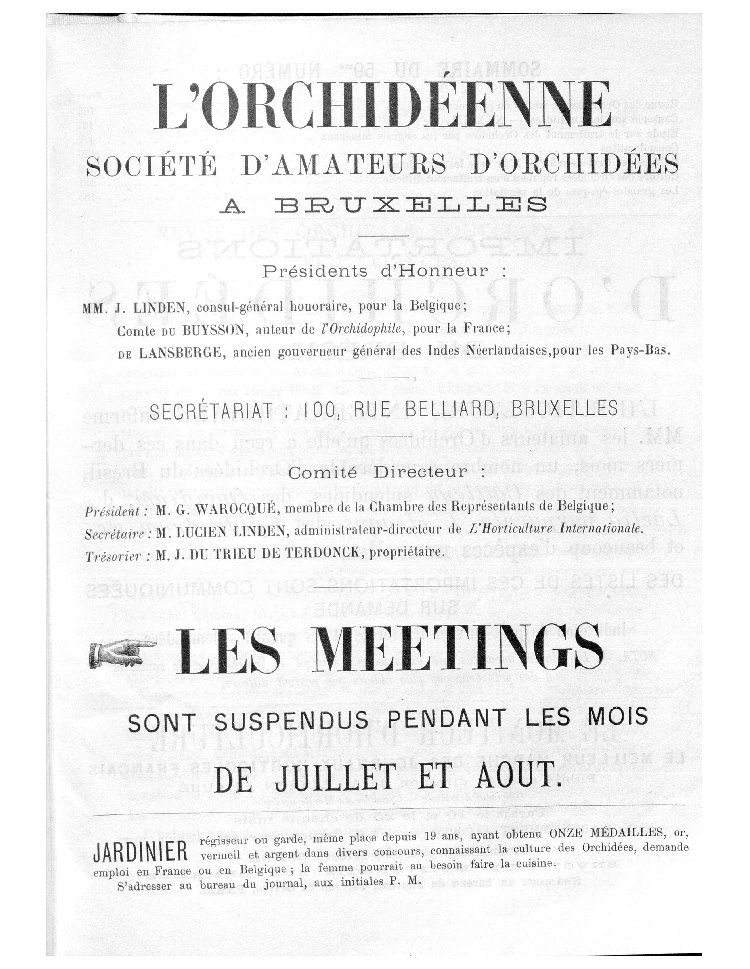 L'ORCHIDÉENNE
SOCIÉTÉ D'AMATEURS D'ORCHIDÉES
A BRUXELLES
Présidents d'Honneur :
MM. J. LINDEN, consul-général honoraire, pour la Belgique;
Comte DU BUYSSON, auteur de l'Orchidophile, pour la France;
DE LANSBERGE, ancien gouverneur général des Indes Néerlandaises,pour les Pays-Bas.
SECRÉTARIAT : 100, RUE BELLIARD, BRUXELLES
Comité Directeur :
Président : M. G. WAROCQUÉ, membre de la Chambre des Représentants de Belgique;
Secrétaire : M. LUCIEN LINDEN, administrateur-directeur de L'Horticulture Internationale.
Trésorier : M. J. DU TRIEU DE TERDONCK, propriétaire.
LES MEETINGS
SONT SUSPENDUS PENDANT LES MOIS
DE JUILLET ET AOUT.
JARDINIER régisseur ou garde, même place depuis 19 ans, ayant obtenu ONZE MÉDAILLES, or,
vermeil et argent dans divers concours, connaissant la culture des Orchidées, demande
emploi en France ou en Belgique ; la femme pourrait au besoin faire la cuisine.
S'adresser au bureau du journal, aux initiales P. M.